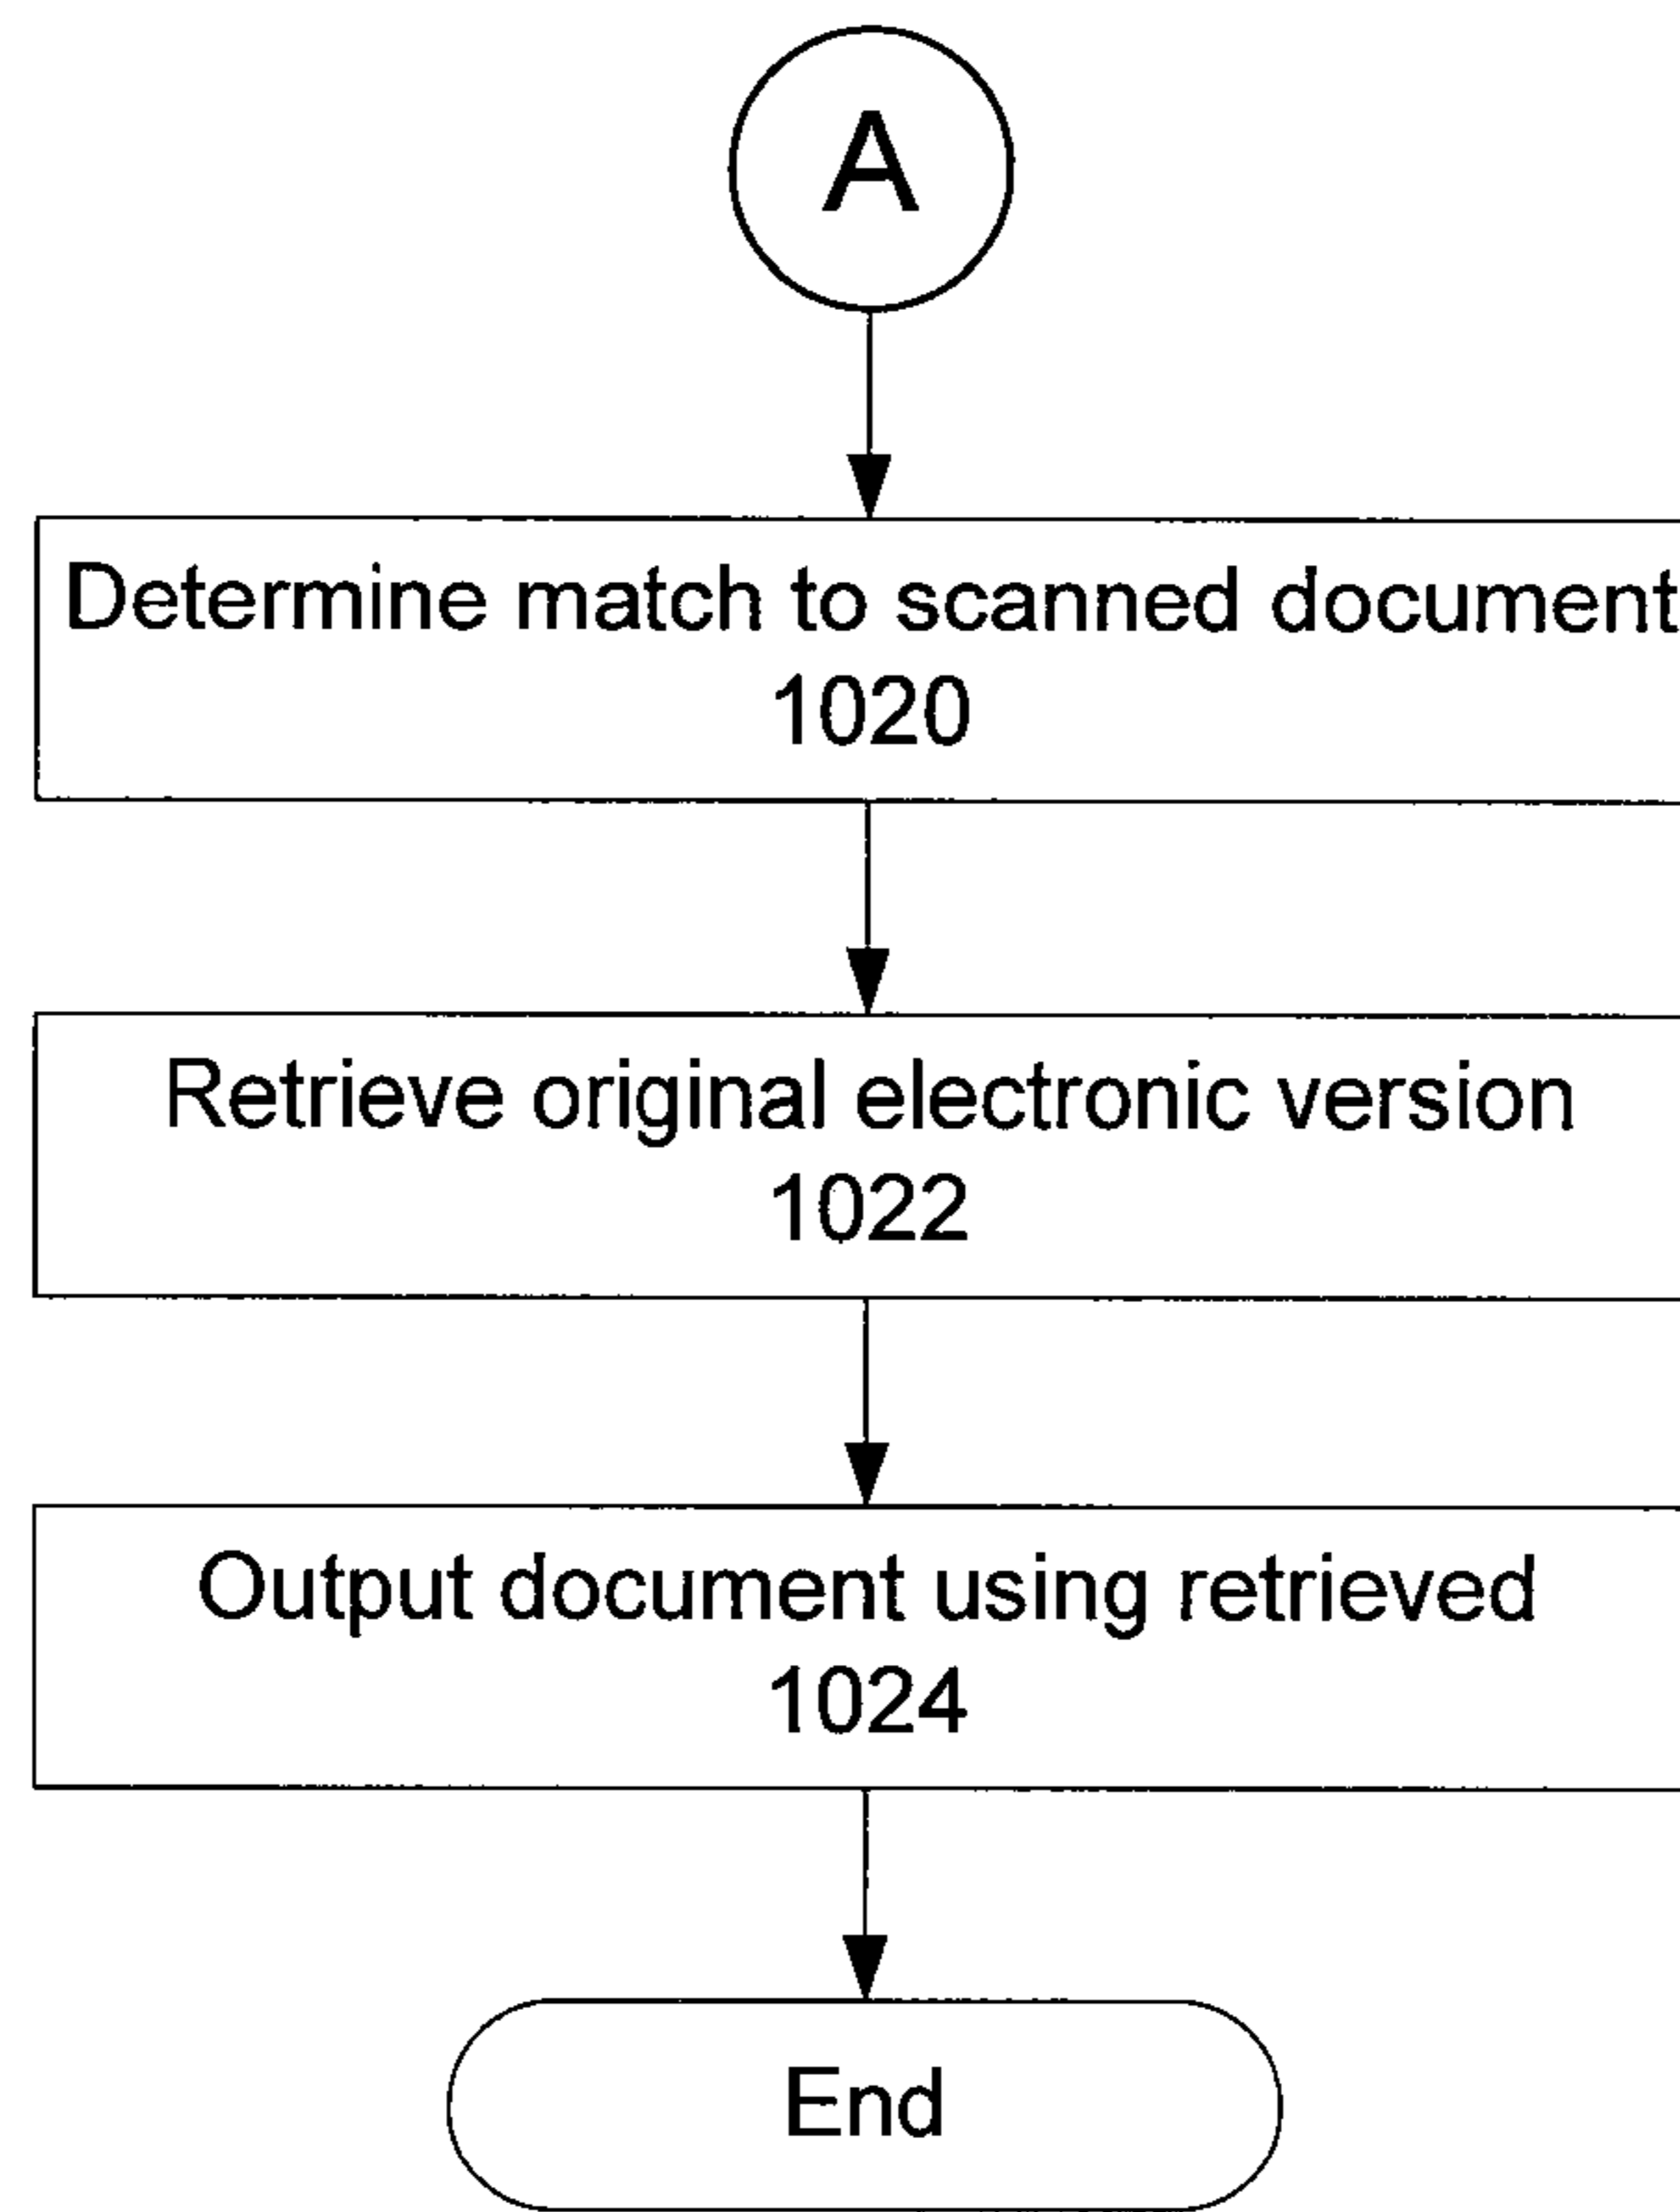 A
Determine match to scanned document
1020
Retrieve original electronic version
1022
Output document using retrieved
1024
End